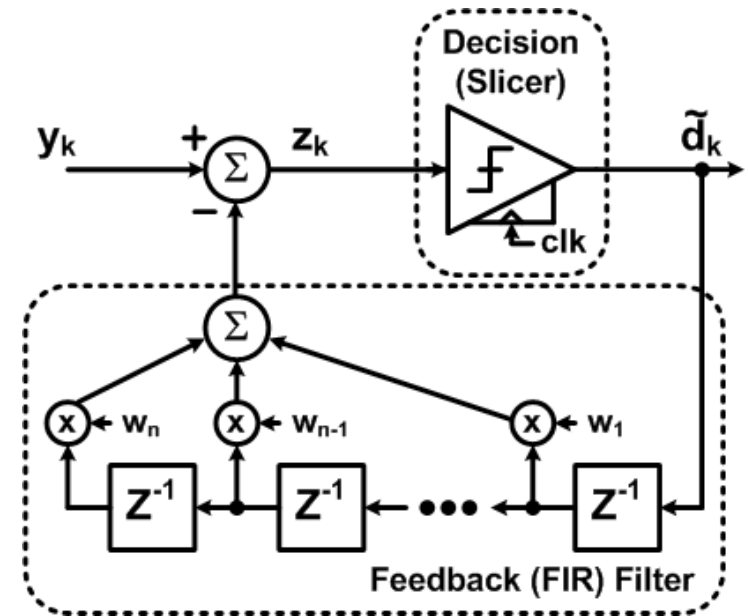 Decision
(Slicer)
yk + zk d̃k
Σ
−
clk
Σ
x wn x wn-1 x w1
Z-1 Z-1 ●●● Z-1
Feedback (FIR) Filter